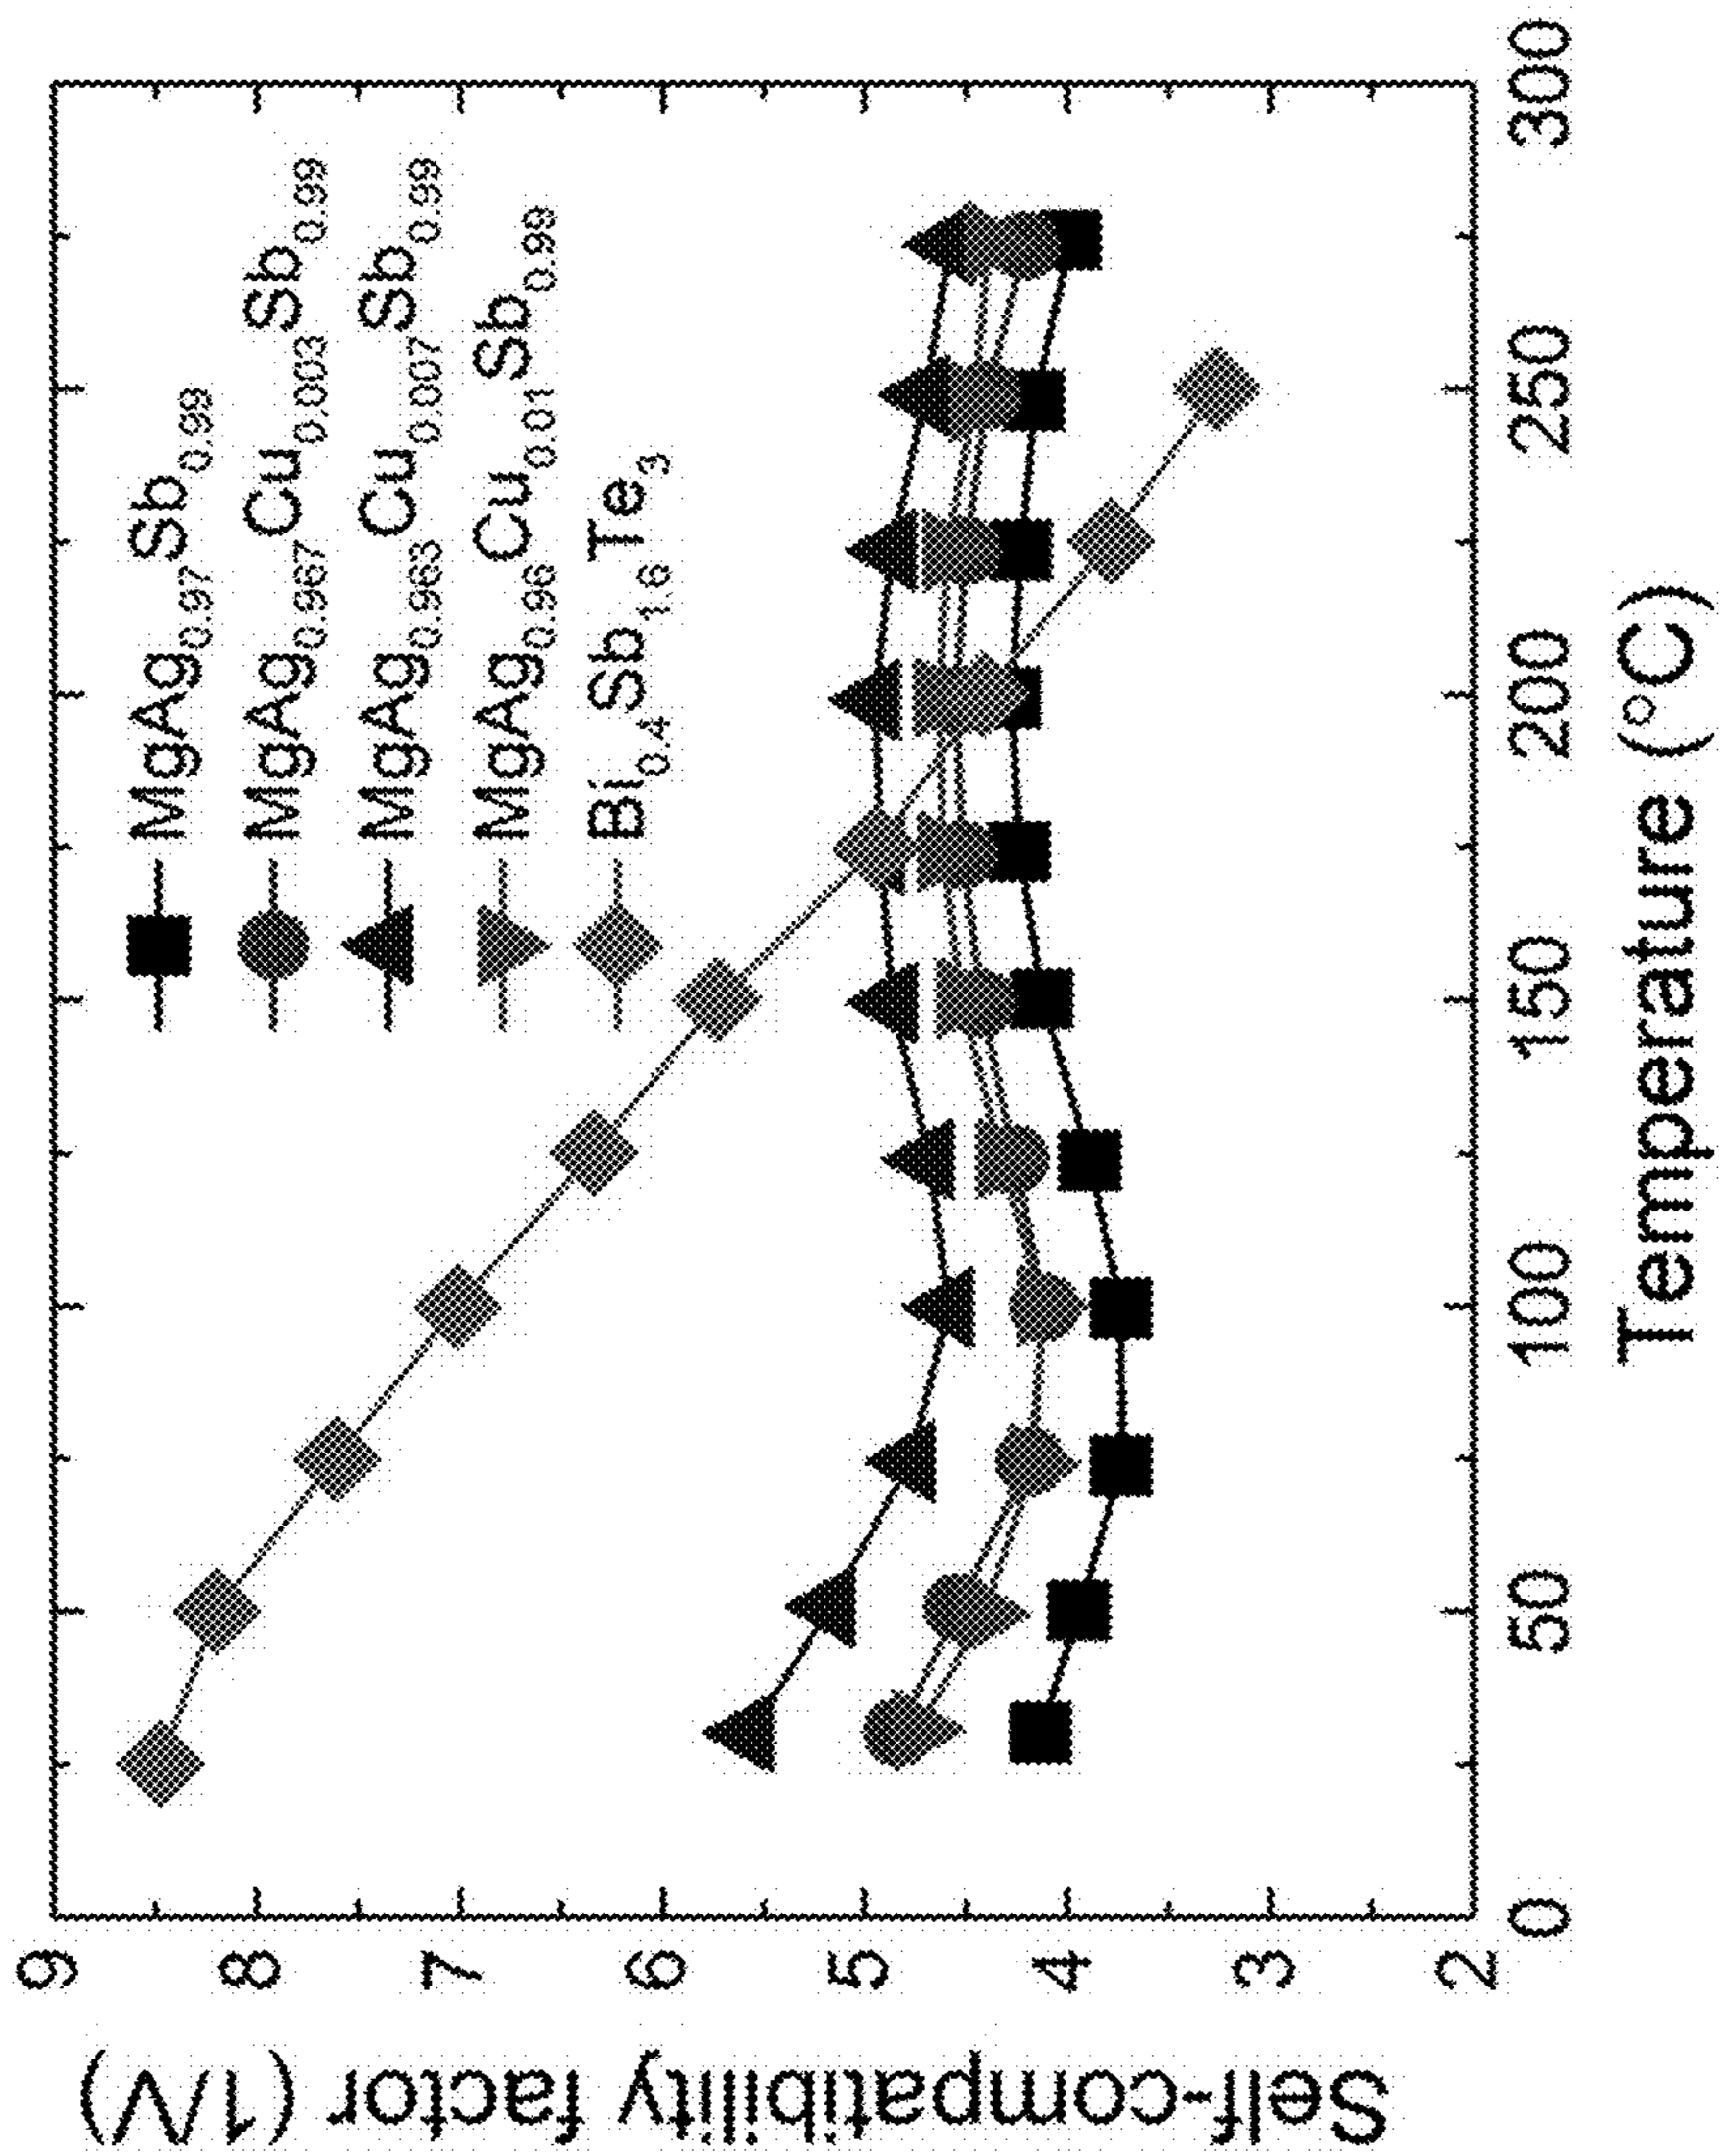 Self-compatibility factor (1/V)
9
8
7
6
5
4
3
2
MgAg0.97Sb0.99
MgAg0.967Cu0.003Sb0.99
MgAg0.963Cu0.007Sb0.99
MgAg0.96Cu0.01Sb0.99
Bi0.4Sb1.6Te3
0 50 100 150 200 250 300
Temperature (°C)